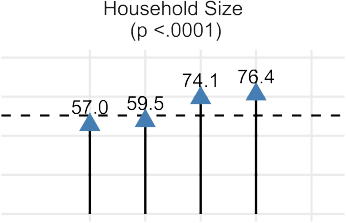 Household Size
(p <.0001)
57.0 59.5 74.1 76.4